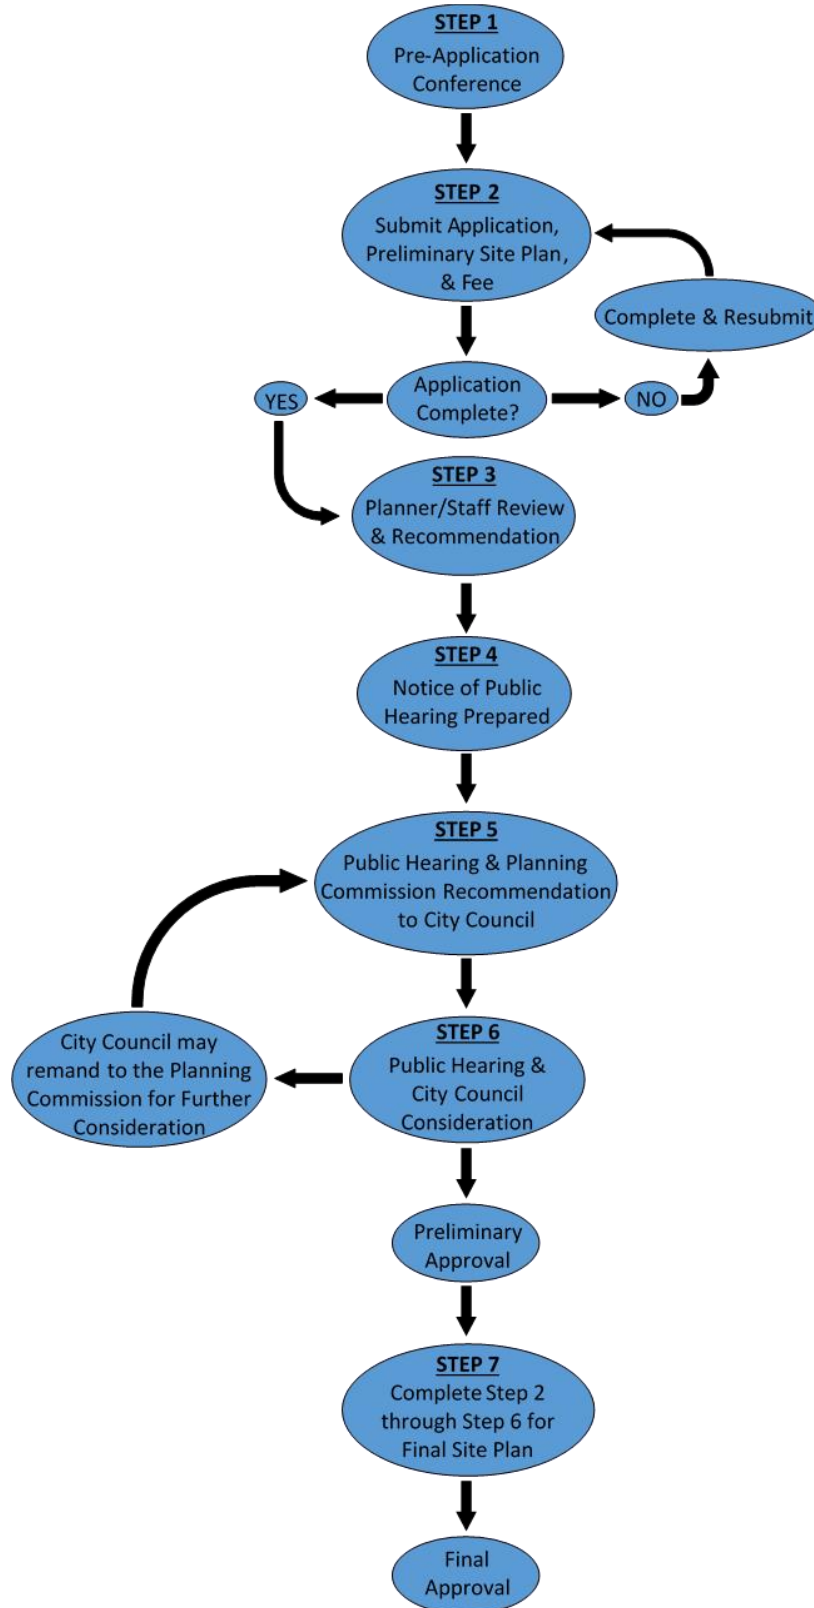 STEP 1
Pre-Application
Conference
STEP 2
Submit Application,
Preliminary Site Plan,
& Fee
Complete & Resubmit
Application
Complete?
YES
NO
STEP 3
Planner/Staff Review
& Recommendation
STEP 4
Notice of Public
Hearing Prepared
STEP 5
Public Hearing & Planning
Commission Recommendation
to City Council
STEP 6
Public Hearing &
City Council
Consideration
City Council may
remand to the Planning
Commission for Further
Consideration
Preliminary
Approval
STEP 7
Complete Step 2
through Step 6 for
Final Site Plan
Final
Approval